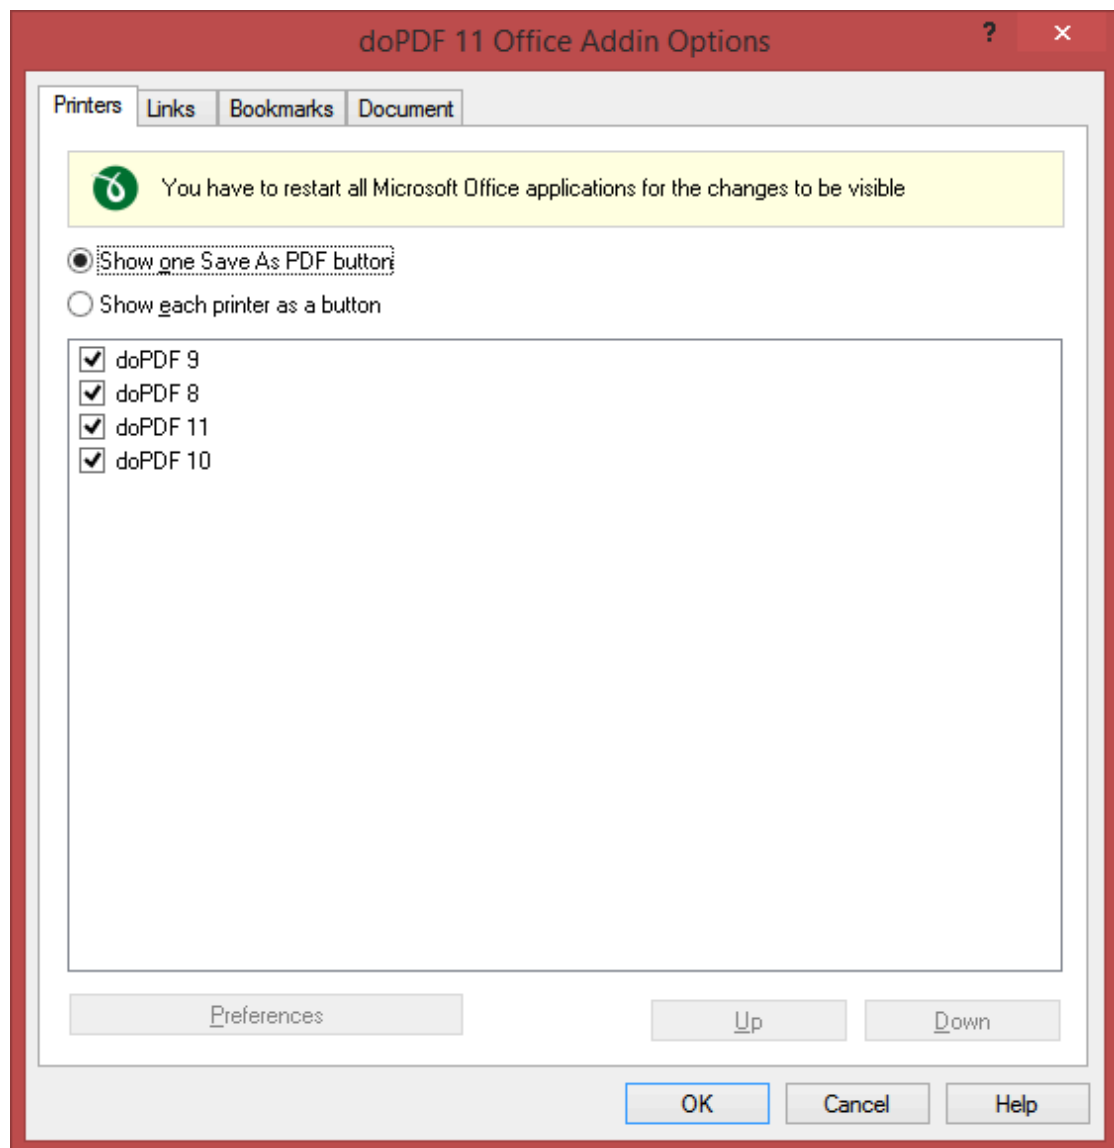 doPDF 11 Office Addin Options
?
Printers Links Bookmarks Document
You have to restart all Microsoft Office applications for the changes to be visible
Show one Save As PDF button
Show each printer as a button
doPDF 9
doPDF 8
doPDF 11
doPDF 10
Preferences Up Down
OK Cancel Help